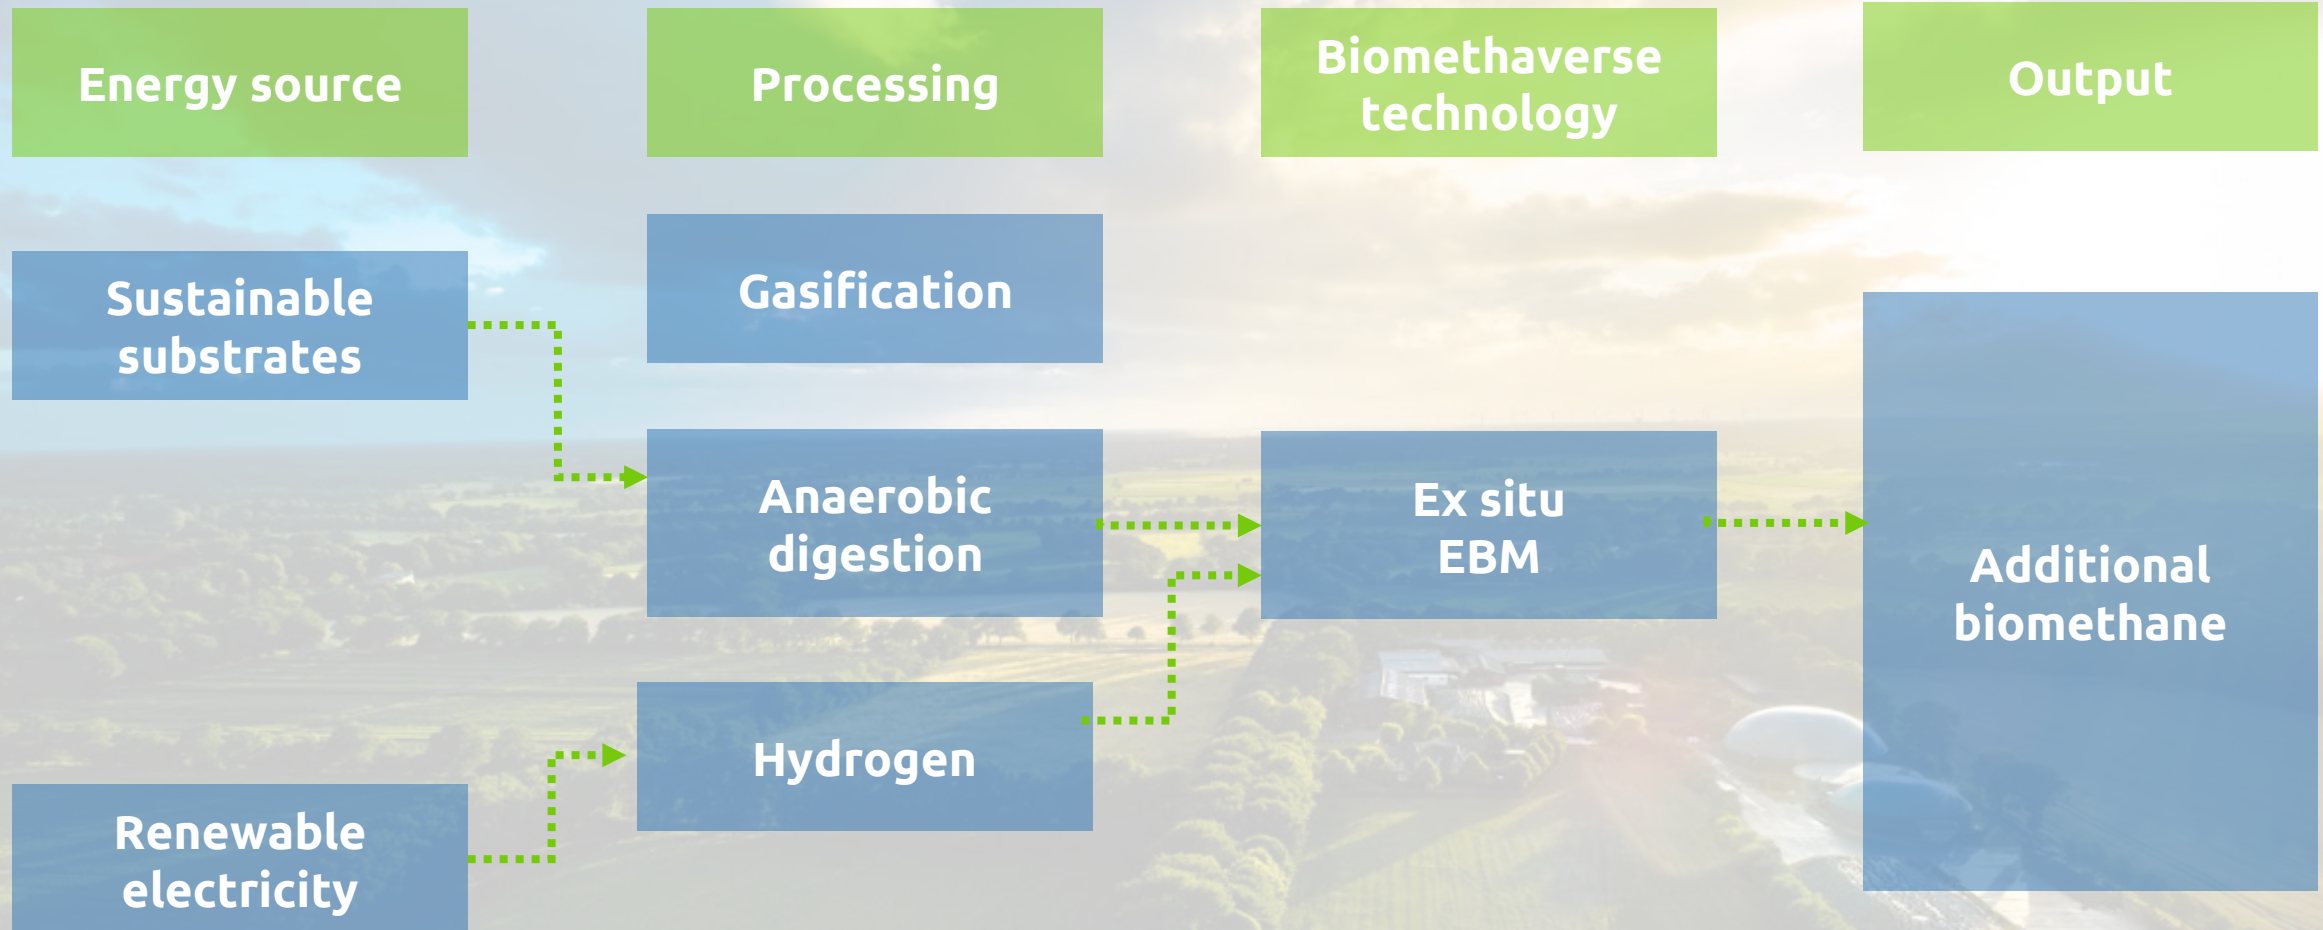 Energy source
Processing
Biomethaverse
technology
Output
Sustainable
substrates
Gasification
Anaerobic
digestion
Ex situ
EBM
Additional
biomethane
Hydrogen
Renewable
electricity